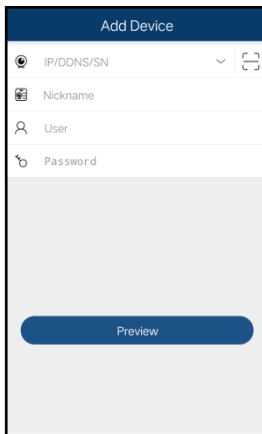 Add Device
IP/DDNS/SN
Nickname
User
Password
Preview